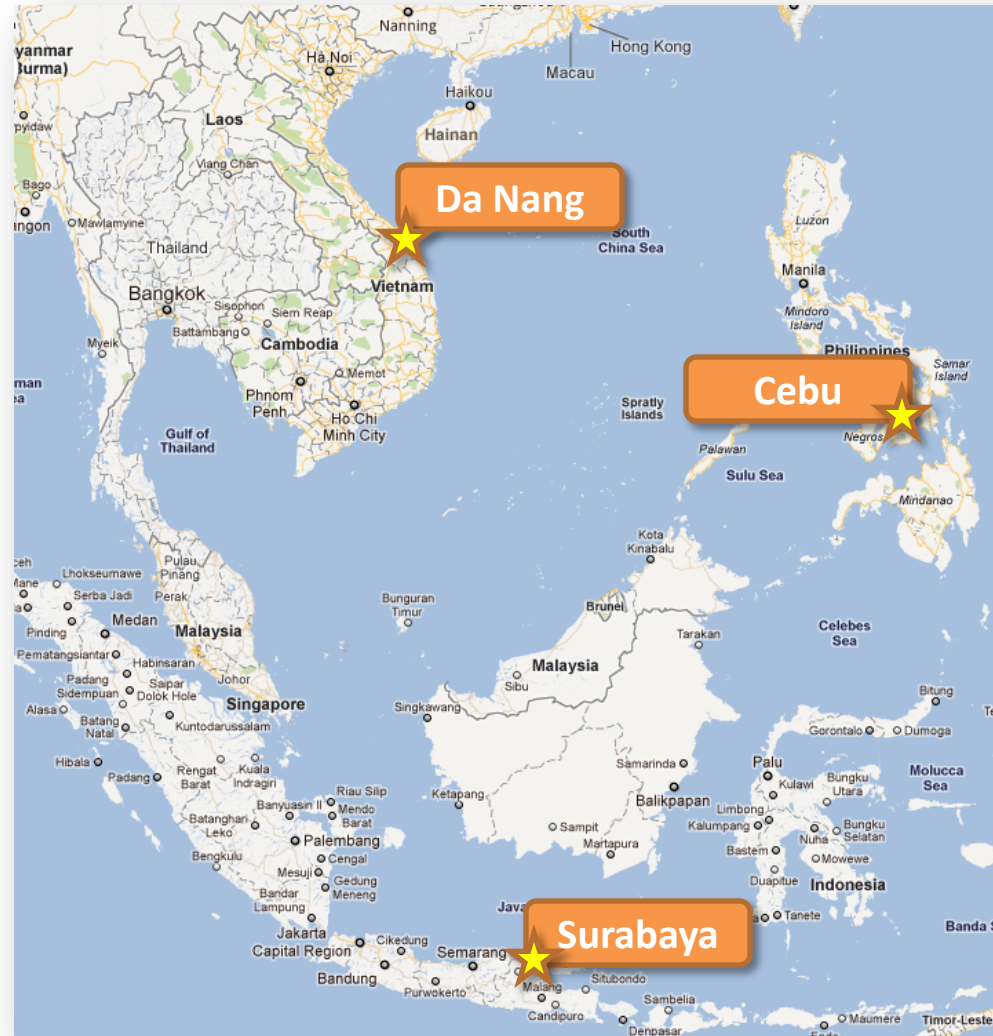 Nanning
Hong Kong
Macau
yanmar
Burma)
Hà Noi
Haikou
Hainan
Laos
pyidaw
Viang Chan
Bago
angon
Mawlamyine
Da Nang
South
China Sea
Luzon
Thailand
Manila
Vietnam
Bangkok
Sisophon
Siem Reap
Battambang
Cambodia
Mindoro
Island
Myeik
Memot
Philippines
Samar
Island
Phnom
Penh
Ho Chi
Minh City
Cebu
Spratly
Islands
Gulf of
Thailand
Negros
Palawan
Sulu Sea
Mindanao
Kota
Kinabalu
Pulau
Pinang
Lhokseumawe
Serba Jadi
Perak
Bunguran
Timur
Brunei
Pinding
Medan
Malaysia
Tarakan
Celebes
Sea
Pematangsiantar
Habinsaran
Padang
Sidempuan
Saipar
Dolok Hole
Johor
Malaysia
Sibu
Singapore
Alasa
Batang
Natal
Kuntodarussalam
Singkawang
Bitung
Gorontalo
Dumoga
Hibala
Padang
Rengat
Barat
Kuala
Indragiri
Samarinda
Palu
Kulawi
Bungku
Utara
Molucca
Sea
Riau Silip
Ketapang
Balikpapan
Banyuasin II
Mendo
Barat
Limbong
Kalumpang
Batanghari
Leko
Sampit
Bungku
Selatan
Nuha
Palembang
Martapura
Bengkulu
Cengal
Bastem
Mowewe
Mesuji
Gedung
Meneng
Duapitue
Indonesia
Bandar
Lampung
Java
Tanete
Jakarta
Capital Region
Cikedung
Semarang
Surabaya
Banda S
Bandung
Purwokerto
Malang
Situbondo
Candipuro
Sambelia
Denpasar
Maumere
Timor-Leste